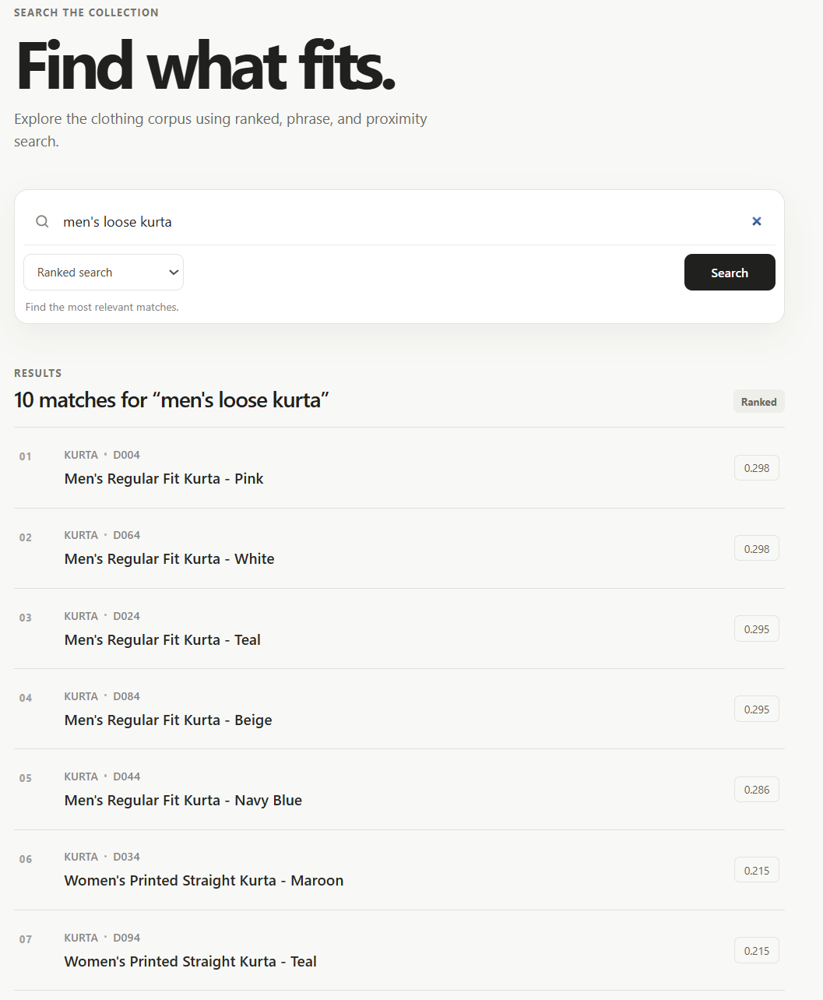 SEARCH THE COLLECTION
Find what fits.
Explore the clothing corpus using ranked, phrase, and proximity
search.
men's loose kurta
Ranked search
Search
Find the most relevant matches.
RESULTS
10 matches for “men's loose kurta”
Ranked
01
KURTA • D004
Men's Regular Fit Kurta - Pink
0.298
02
KURTA • D064
Men's Regular Fit Kurta - White
0.298
03
KURTA • D024
Men's Regular Fit Kurta - Teal
0.295
04
KURTA • D084
Men's Regular Fit Kurta - Beige
0.295
05
KURTA • D044
Men's Regular Fit Kurta - Navy Blue
0.286
06
KURTA • D034
Women's Printed Straight Kurta - Maroon
0.215
07
KURTA • D094
Women's Printed Straight Kurta - Teal
0.215